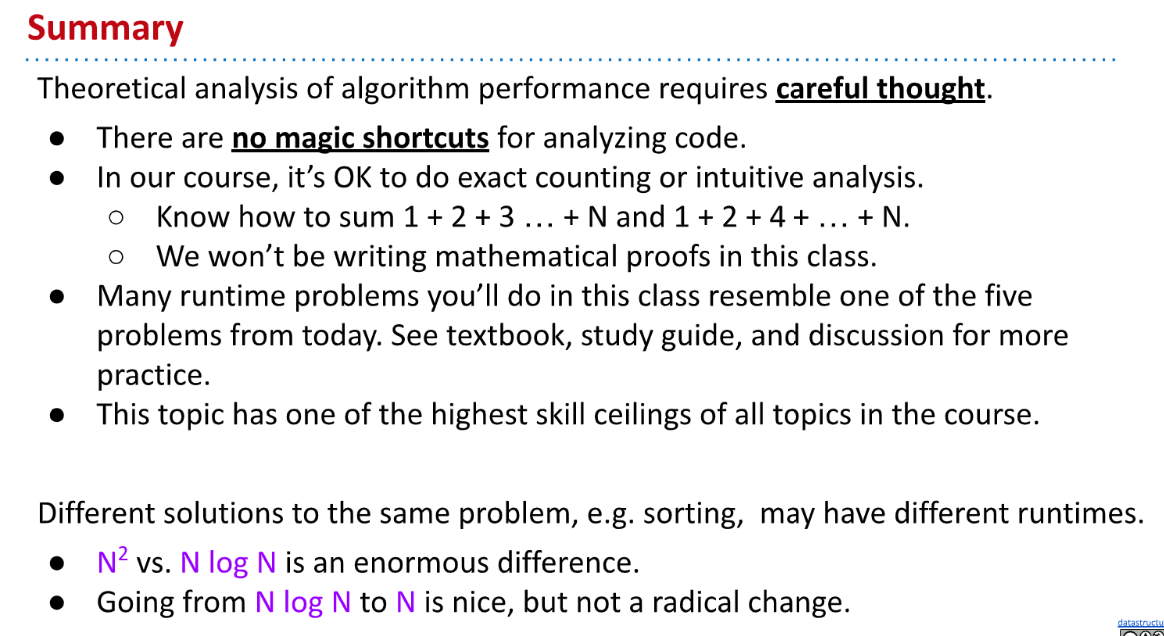 Summary
Theoretical analysis of algorithm performance requires careful thought.
● There are no magic shortcuts for analyzing code.
● In our course, it’s OK to do exact counting or intuitive analysis.
○ Know how to sum 1 + 2 + 3 … + N and 1 + 2 + 4 + … + N.
○ We won’t be writing mathematical proofs in this class.
● Many runtime problems you’ll do in this class resemble one of the five
problems from today. See textbook, study guide, and discussion for more
practice.
● This topic has one of the highest skill ceilings of all topics in the course.
Different solutions to the same problem, e.g. sorting,  may have different runtimes.
● N² vs. N log N is an enormous difference.
● Going from N log N to N is nice, but not a radical change.
datastructu